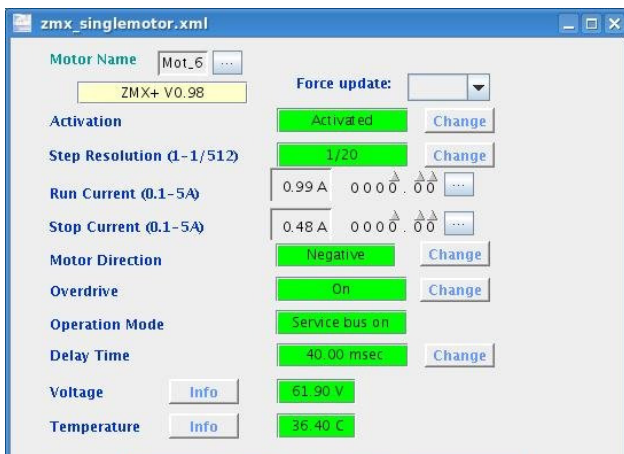 zmx_singlemotor.xml
Motor Name Mot_6 ...
ZMX+ V0.98
Force update:
Activation Activated Change
Step Resolution (1-1/512) 1/20 Change
Run Current (0.1-5A) 0.99 A 0000.00 ...
Stop Current (0.1-5A) 0.48 A 0000.00 ...
Motor Direction Negative Change
Overdrive On Change
Operation Mode Service bus on
Delay Time 40.00 msec Change
Voltage Info 61.90 V
Temperature Info 36.40 C